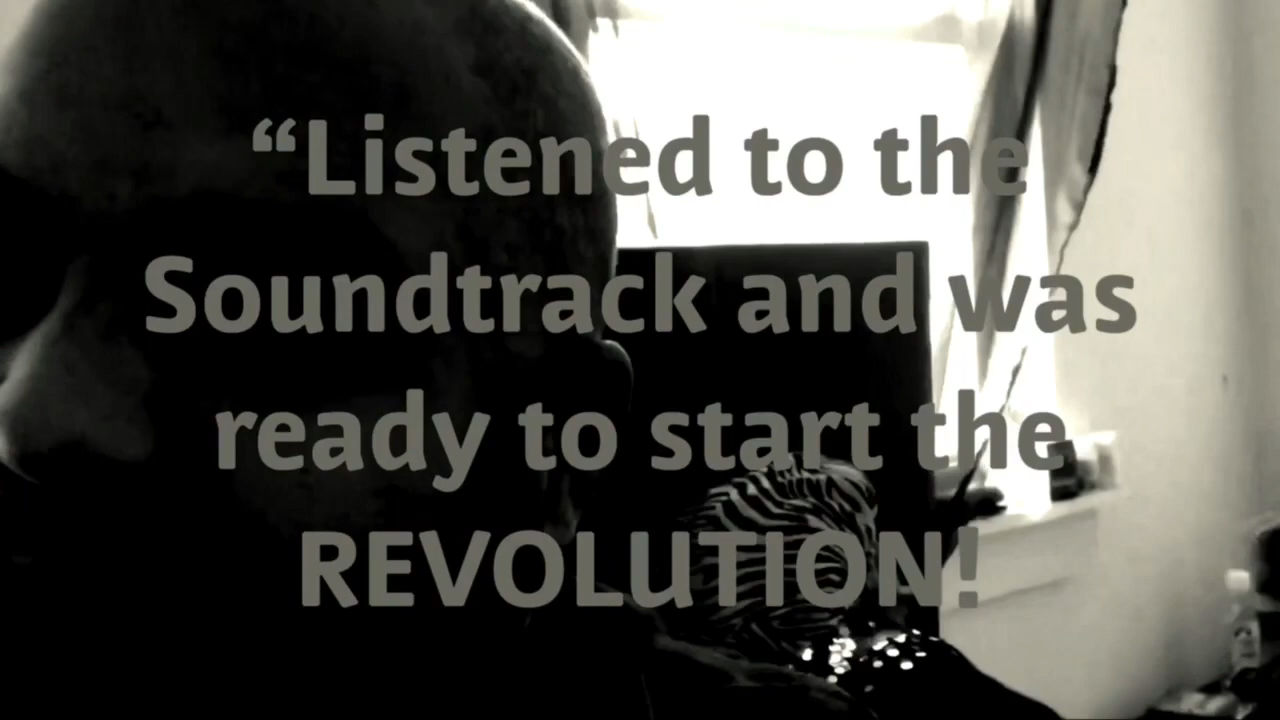 “Listened to the
Soundtrack and was
ready to start the
REVOLUTION!